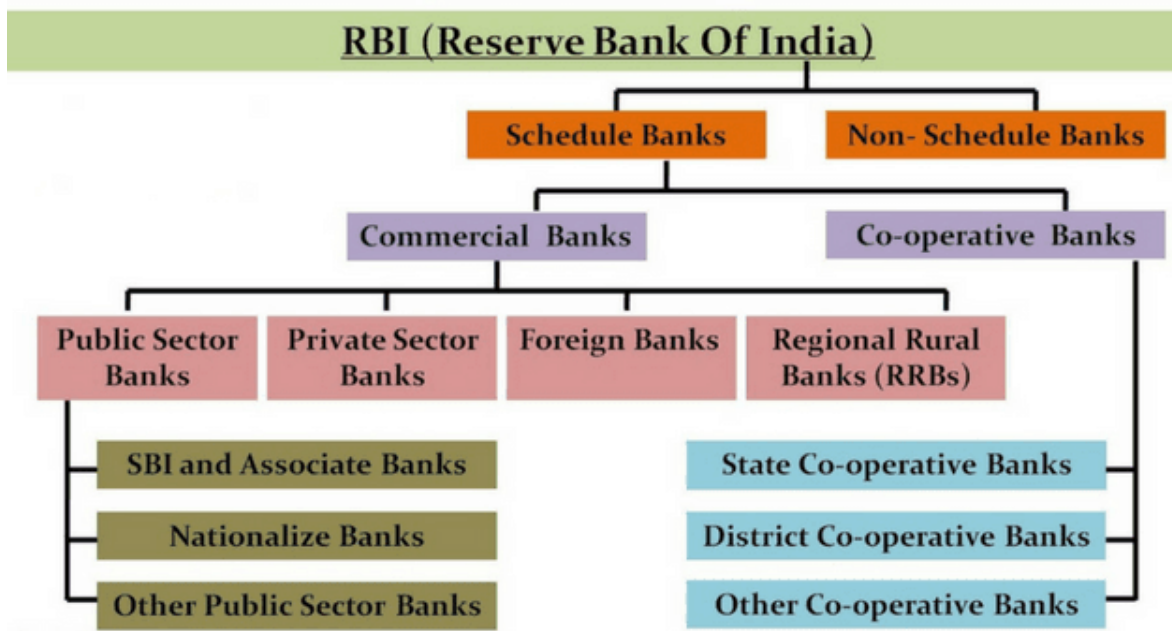 RBI (Reserve Bank Of India)
Schedule Banks
Non- Schedule Banks
Commercial Banks
Co-operative Banks
Public Sector
Banks
Private Sector
Banks
Foreign Banks
Regional Rural
Banks (RRBs)
SBI and Associate Banks
Nationalize Banks
Other Public Sector Banks
State Co-operative Banks
District Co-operative Banks
Other Co-operative Banks